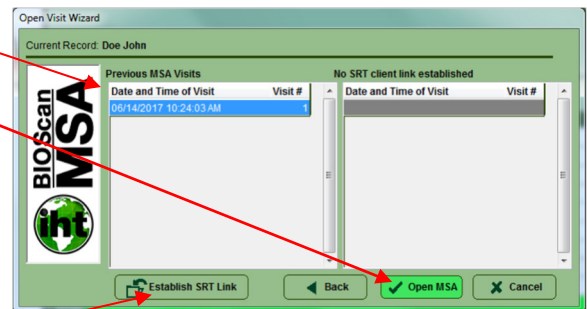 Open Visit Wizard
Current Record: Doe John
BIOScan
MSA
iht
Previous MSA Visits
Date and Time of Visit Visit #
06/14/2017 10:24:03 AM 1
No SRT client link established
Date and Time of Visit Visit #
Establish SRT Link
Back
Open MSA
Cancel